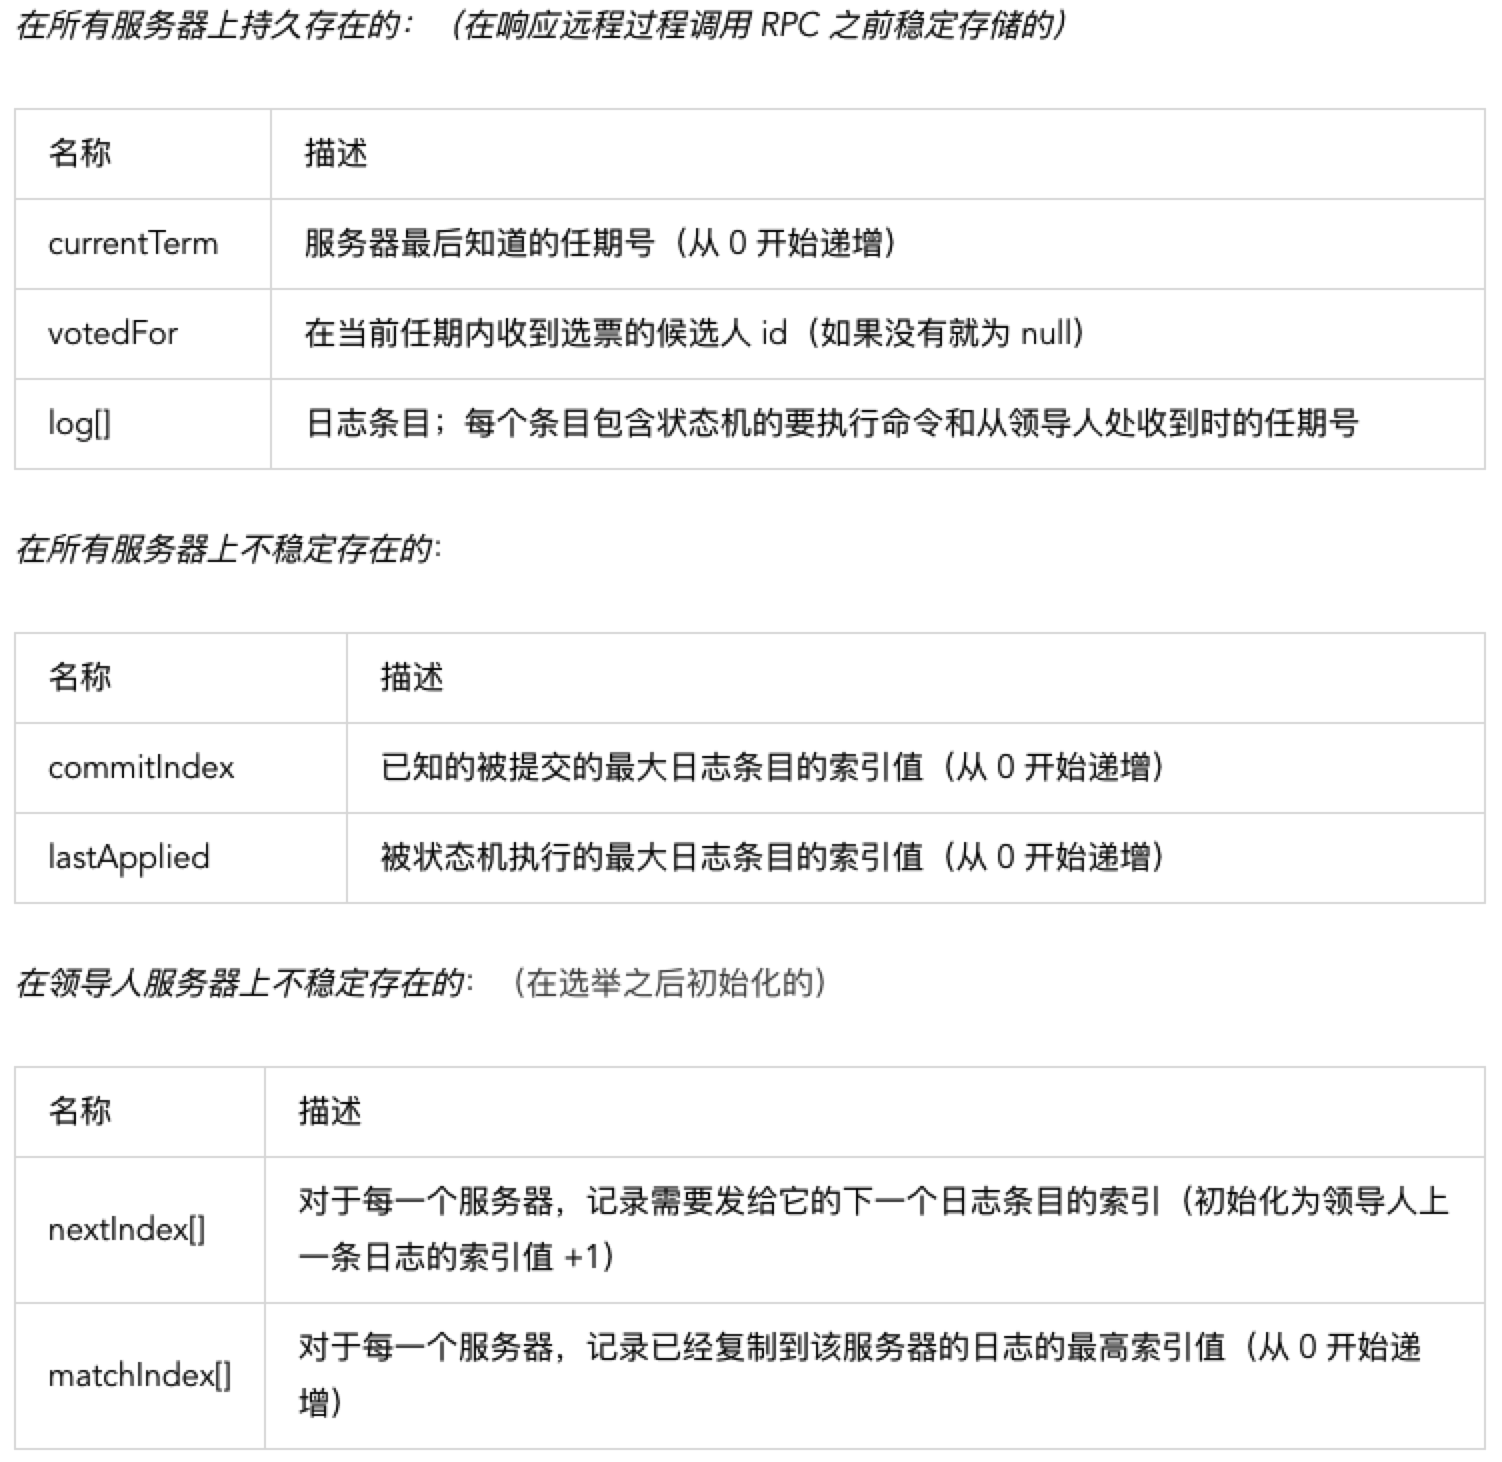 在所有服务器上持久存在的：（在响应远程过程调用 RPC 之前稳定存储的）
名称 描述
currentTerm 服务器最后知道的任期号（从 0 开始递增）
votedFor 在当前任期内收到选票的候选人 id（如果没有就为 null）
log[] 日志条目；每个条目包含状态机的要执行命令和从领导人处收到时的任期号
在所有服务器上不稳定存在的：
名称 描述
commitIndex 已知的被提交的最大日志条目的索引值（从 0 开始递增）
lastApplied 被状态机执行的最大日志条目的索引值（从 0 开始递增）
在领导人服务器上不稳定存在的：（在选举之后初始化的）
名称 描述
nextIndex[] 对于每一个服务器，记录需要发给它的下一个日志条目的索引（初始化为领导人上
一条日志的索引值 +1）
matchIndex[] 对于每一个服务器，记录已经复制到该服务器的日志的最高索引值（从 0 开始递
增）